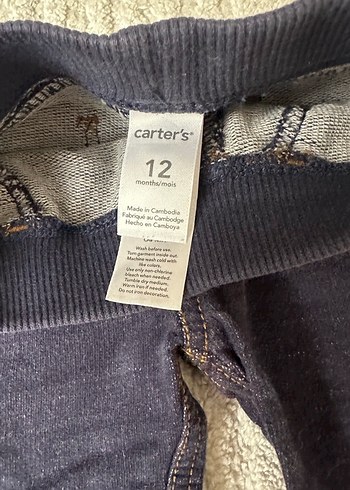 carter's®
12
months/mois
Made in Cambodia
Fabriqué au Cambodge
Hecho en Camboya
Wash before use.
Turn garment inside out.
Machine wash cold with
like colors.
Use only non-chlorine
bleach when needed.
Tumble dry medium.
Warm iron if needed.
Do not iron decoration.